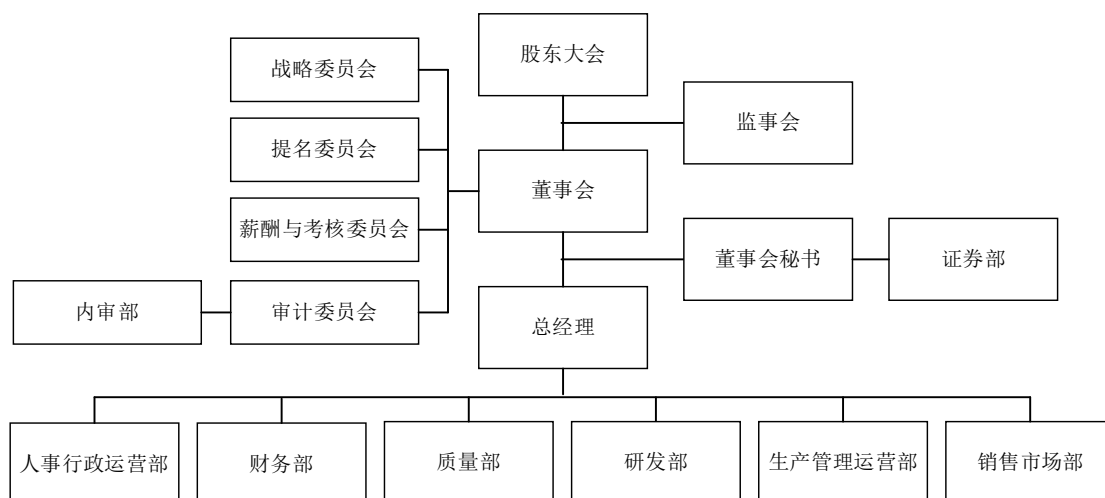 股东大会
战略委员会
监事会
提名委员会
董事会
薪酬与考核委员会
董事会秘书
证券部
内审部
审计委员会
总经理
人事行政运营部
财务部
质量部
研发部
生产管理运营部
销售市场部